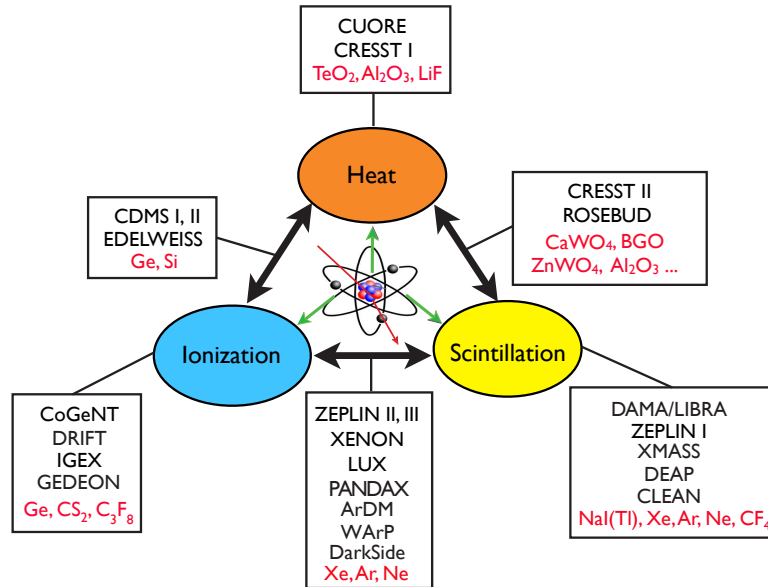 CUORE
CRESST I
TeO₂, Al₂O₃, LiF
Heat
CDMS I, II
EDELWEISS
Ge, Si
CRESST II
ROSEBUD
CaWO4, BGO
ZnWO₄, Al₂O₃ ...
Ionization
Scintillation
CoGeNT
DRIFT
IGEX
GEDEON
Ge, CS₂, C₃F₈
ZEPLIN II, III
XENON
LUX
PANDAX
ArDM
WArP
DarkSide
Xe, Ar, Ne
DAMA/LIBRA
ZEPLIN I
XMASS
DEAP
CLEAN
NaI(Tl), Xe, Ar, Ne, CF₄